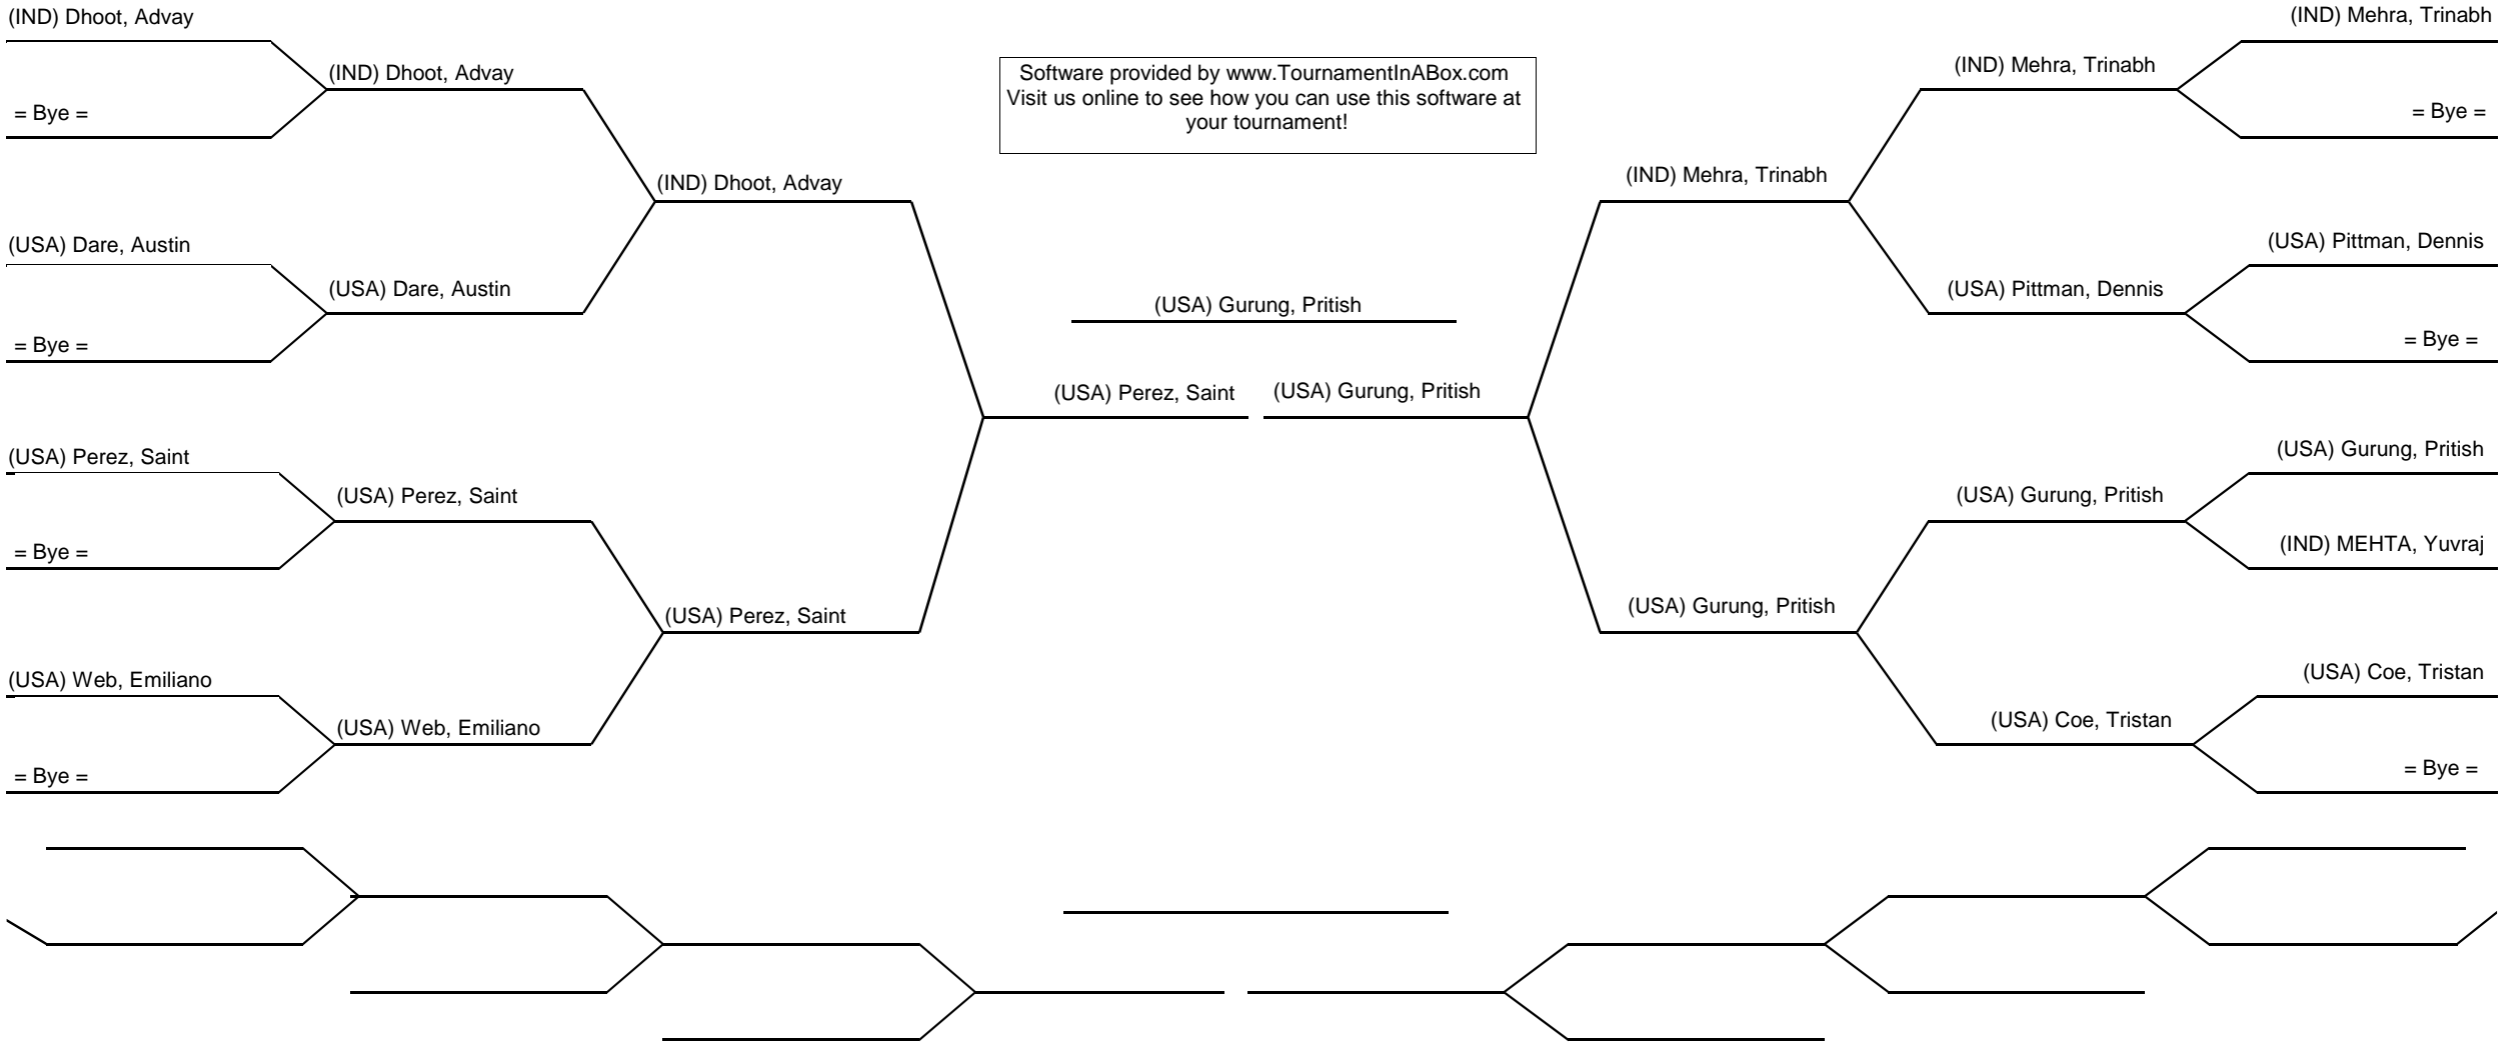 (IND) Dhoot, Advay
= Bye =
(USA) Dare, Austin
= Bye =
(USA) Perez, Saint
= Bye =
(USA) Web, Emiliano
= Bye =
(IND) Dhoot, Advay
(USA) Dare, Austin
(USA) Perez, Saint
(USA) Web, Emiliano
(IND) Dhoot, Advay
(USA) Perez, Saint
Software provided by www.TournamentInABox.com
Visit us online to see how you can use this software at
your tournament!
(USA) Gurung, Pritish
(USA) Perez, Saint
(USA) Gurung, Pritish
(IND) Mehra, Trinabh
(USA) Gurung, Pritish
(IND) Mehra, Trinabh
(USA) Pittman, Dennis
(USA) Gurung, Pritish
(USA) Coe, Tristan
(IND) Mehra, Trinabh
= Bye =
(USA) Pittman, Dennis
= Bye =
(USA) Gurung, Pritish
(IND) MEHTA, Yuvraj
(USA) Coe, Tristan
= Bye =